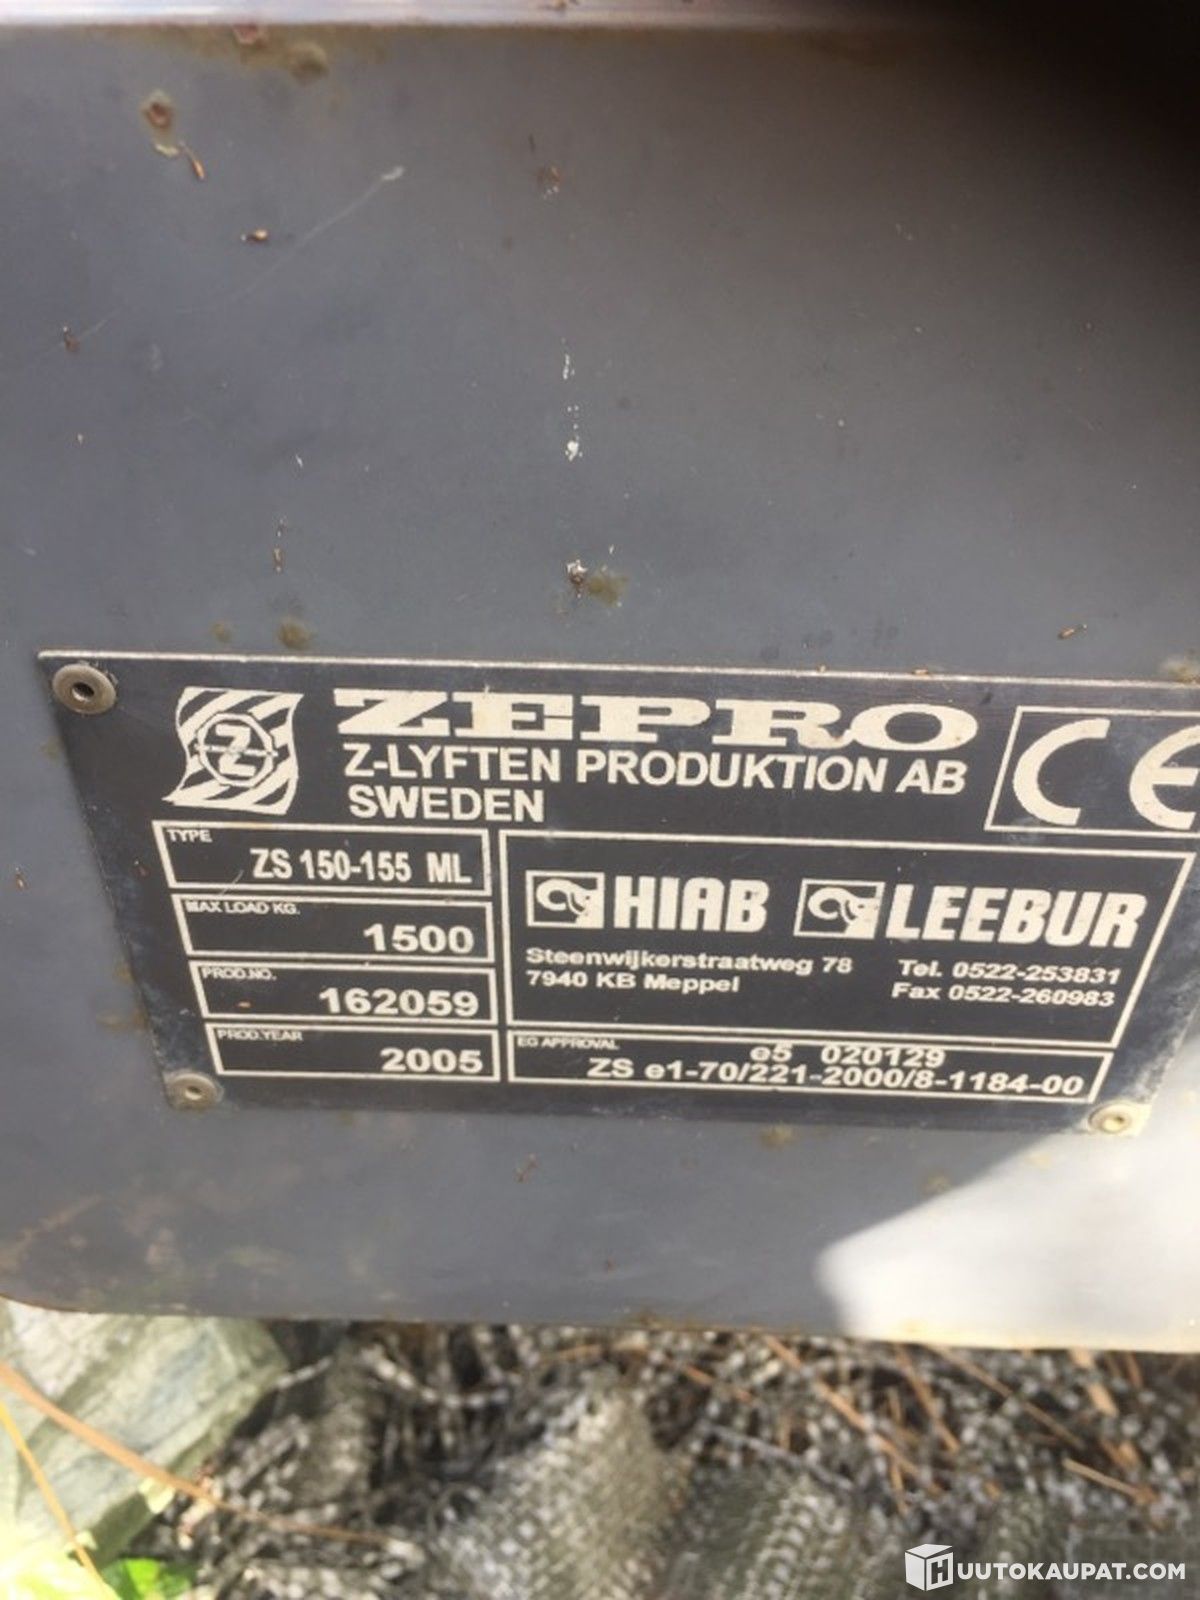 Z
ZEPRO
Z-LYFTEN PRODUKTION AB
SWEDEN
CE
TYPE
ZS 150-155 ML
MAX LOAD KG.
1500
PROD.NO.
162059
PROD.YEAR
2005
HIAB LEEBUR
Steenwijkerstraatweg 78 Tel. 0522-253831
7940 KB Meppel Fax 0522-260983
EG APPROVAL e5 020129
ZS e1-70/221-2000/8-1184-00
HUUTOKAUPAT.COM